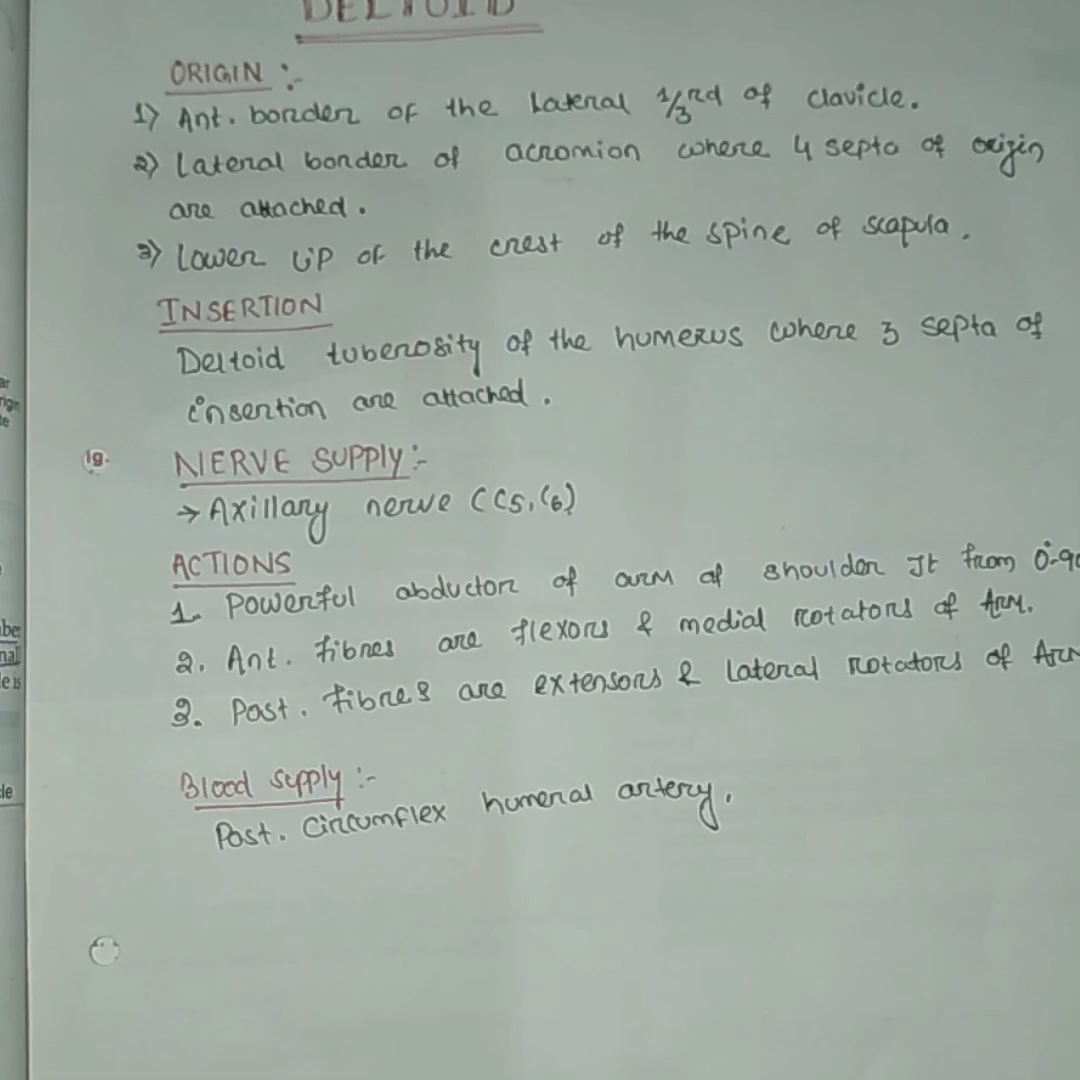 DELTOID
ORIGIN :-
1) Ant. border of the lateral 1/3rd of clavicle.
2) Lateral border of acromion where 4 septa of origin
are attached.
3) Lower lip of the crest of the spine of scapula.
INSERTION
Deltoid tuberosity of the humerus where 3 septa of
insertion are attached.
NERVE SUPPLY :-
→ Axillary nerve (C5, C6)
ACTIONS
1. Powerful abductor of arm at shoulder Jt from 0-90
2. Ant. fibres are flexors & medial rotators of Arm.
3. Post. fibres are extensors & lateral rotators of Arm
Blood supply :-
Post. Circumflex humeral artery.